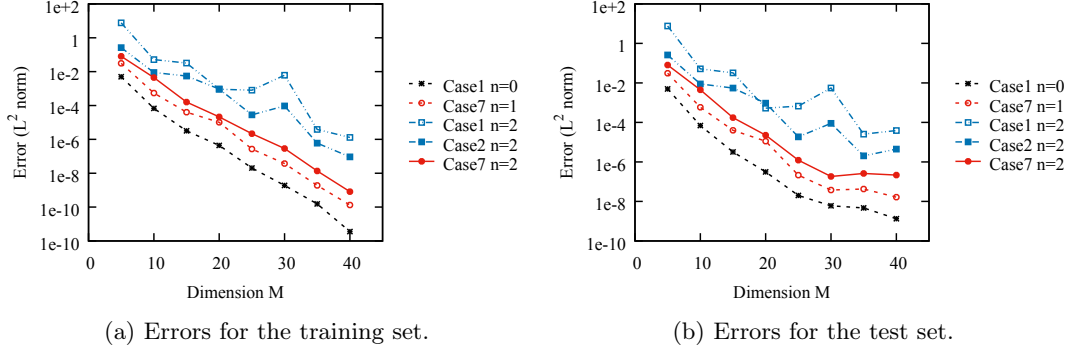 1e+2
1
1e-2
1e-4
1e-6
1e-8
1e-10
1e-10
Error (L² norm)
0 10 20 30 40
Dimension M
Case1 n=0
Case7 n=1
Case1 n=2
Case2 n=2
Case7 n=2
(a) Errors for the training set.
1e+2
1
1e-2
1e-4
1e-6
1e-8
1e-10
Error (L² norm)
0 10 20 30 40
Dimension M
Case1 n=0
Case7 n=1
Case1 n=2
Case2 n=2
Case7 n=2
(b) Errors for the test set.